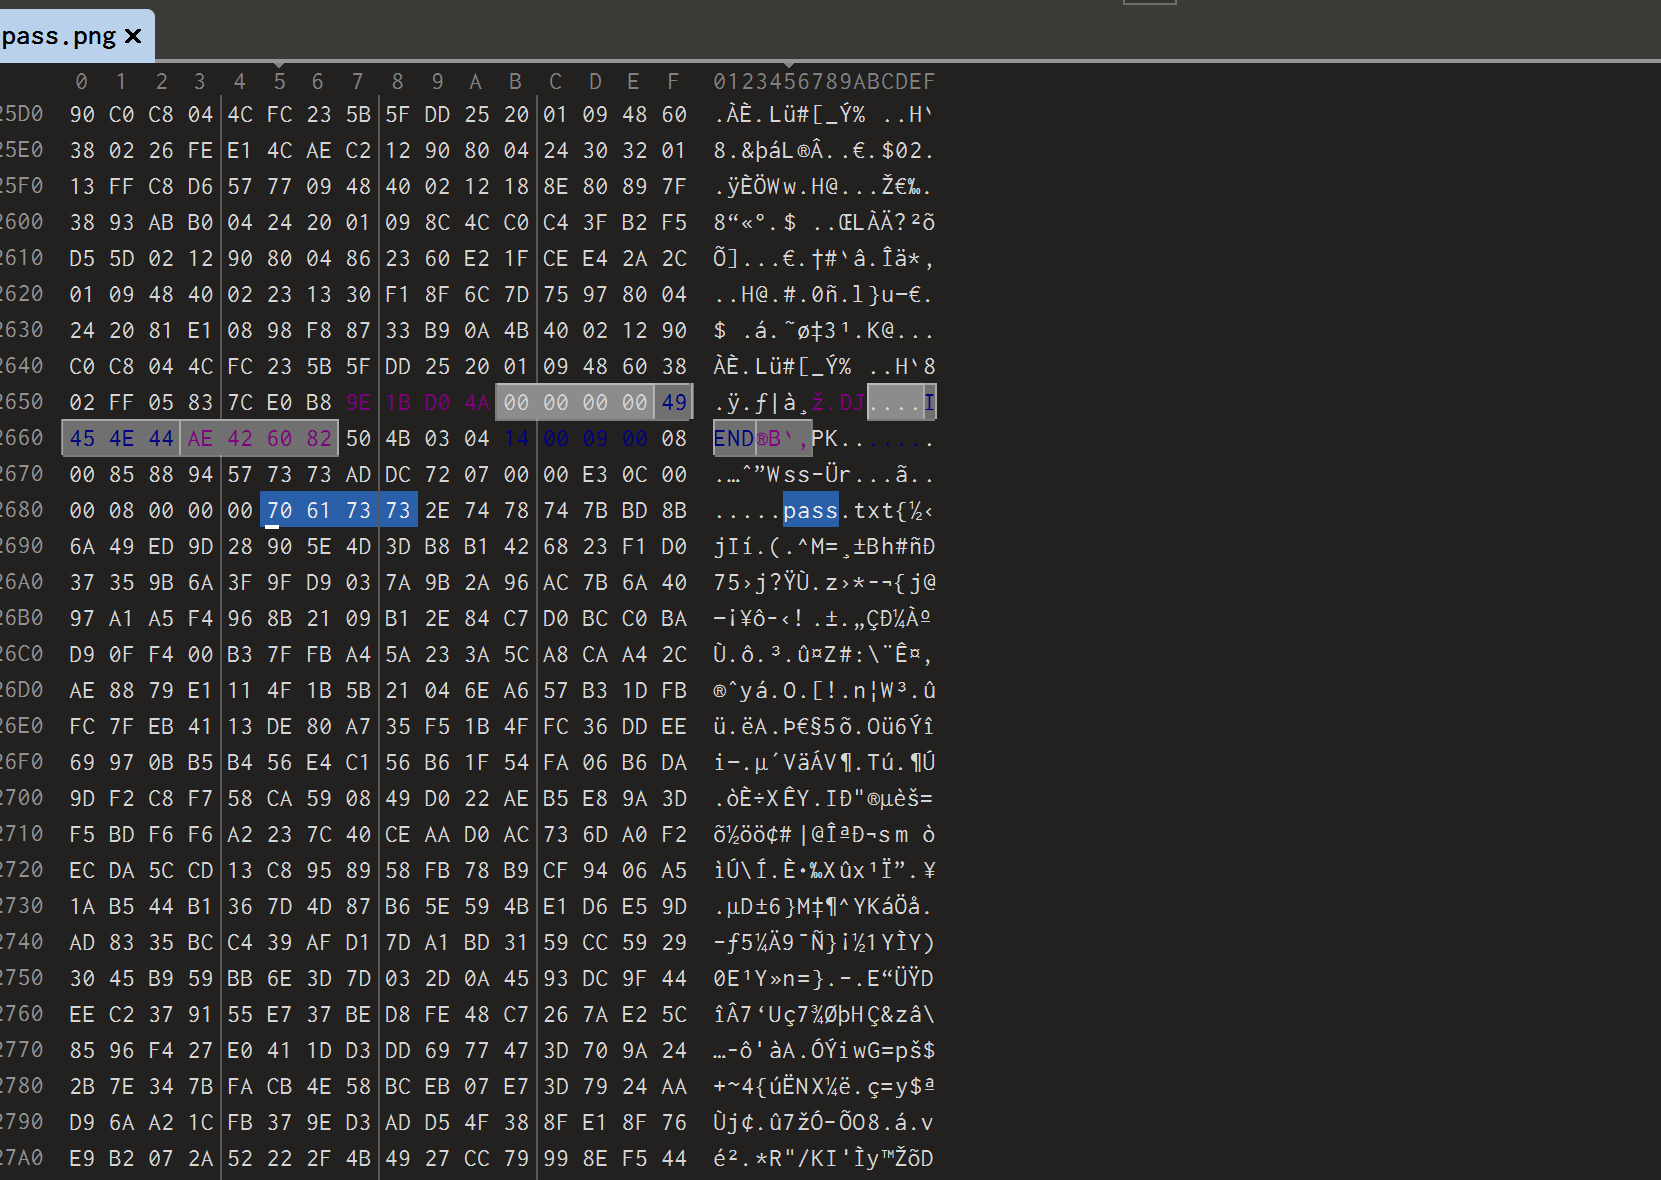 pass.png ×
0 1 2 3 4 5 6 7 8 9 A B C D E F 0123456789ABCDEF
25D0 90 C0 C8 04 4C FC 23 5B 5F DD 25 20 01 09 48 60 .ÀÈ.Lü#[_Ý% ..H`
25E0 38 02 26 FE E1 4C AE C2 12 90 80 04 24 30 32 01 8.&þáL®Â..€.$02.
25F0 13 FF C8 D6 57 77 09 48 40 02 12 18 8E 80 89 7F .ÿÈÖWw.H@...Ž€‰.
2600 38 93 AB B0 04 24 20 01 09 8C 4C C0 C4 3F B2 F5 8“«°.$ ..ŒLÀÄ?²õ
2610 D5 5D 02 12 90 80 04 86 23 60 E2 1F CE E4 2A 2C Õ]...€.†#`â.Îä*,
2620 01 09 48 40 02 23 13 30 F1 8F 6C 7D 75 97 80 04 ..H@.#.0ñ.l}u—€.
2630 24 20 81 E1 08 98 F8 87 33 B9 0A 4B 40 02 12 90 $ .á.˜ø‡3¹.K@...
2640 C0 C8 04 4C FC 23 5B 5F DD 25 20 01 09 48 60 38 ÀÈ.Lü#[_Ý% ..H`8
2650 02 FF 05 83 7C E0 B8 9E 1B D0 4A 00 00 00 00 49 .ÿ.ƒ|à¸ž.ÐJ....I
2660 45 4E 44 AE 42 60 82 50 4B 03 04 14 00 09 00 08 END®B`‚PK.......
2670 00 85 88 94 57 73 73 AD DC 72 07 00 00 E3 0C 00 .…ˆ”Wss-Ür...ã..
2680 00 08 00 00 00 70 61 73 73 2E 74 78 74 7B BD 8B .....pass.txt{½‹
2690 6A 49 ED 9D 28 90 5E 4D 3D B8 B1 42 68 23 F1 D0 jIí.(.^M=¸±Bh#ñÐ
26A0 37 35 9B 6A 3F 9F D9 03 7A 9B 2A 96 AC 7B 6A 40 75›j?ŸÙ.z›*–¬{j@
26B0 97 A1 A5 F4 96 8B 21 09 B1 2E 84 C7 D0 BC C0 BA —¡¥ô–‹!.±.„ÇÐ¼Àº
26C0 D9 0F F4 00 B3 7F FB A4 5A 23 3A 5C A8 CA A4 2C Ù.ô.³.û¤Z#:\¨Ê¤,
26D0 AE 88 79 E1 11 4F 1B 5B 21 04 6E A6 57 B3 1D FB ®ˆyá.O.[!.n¦W³.û
26E0 FC 7F EB 41 13 DE 80 A7 35 F5 1B 4F FC 36 DD EE ü.ëA.Þ€§5õ.Oü6Ýî
26F0 69 97 0B B5 B4 56 E4 C1 56 B6 1F 54 FA 06 B6 DA i—.µ´VäÁV¶.Tú.¶Ú
2700 9D F2 C8 F7 58 CA 59 08 49 D0 22 AE B5 E8 9A 3D .òÈ÷XÊY.IÐ"®µèš=
2710 F5 BD F6 F6 A2 23 7C 40 CE AA D0 AC 73 6D A0 F2 õ½öö¢#|@ÎªÐ¬sm ò
2720 EC DA 5C CD 13 C8 95 89 58 FB 78 B9 CF 94 06 A5 ìÚ\Í.È•‰Xûx¹Ï”.¥
2730 1A B5 44 B1 36 7D 4D 87 B6 5E 59 4B E1 D6 E5 9D .µD±6}M‡¶^YKáÖå.
2740 AD 83 35 BC C4 39 AF D1 7D A1 BD 31 59 CC 59 29 -ƒ5¼Ä9¯Ñ}¡½1YÌY)
2750 30 45 B9 59 BB 6E 3D 7D 03 2D 0A 45 93 DC 9F 44 0E¹Y»n=}.-.E“ÜŸD
2760 EE C2 37 91 55 E7 37 BE D8 FE 48 C7 26 7A E2 5C îÂ7‘Uç7¾ØþHÇ&zâ\
2770 85 96 F4 27 E0 41 1D D3 DD 69 77 47 3D 70 9A 24 …–ô'àA.ÓÝiwG=pš$
2780 2B 7E 34 7B FA CB 4E 58 BC EB 07 E7 3D 79 24 AA +~4{úËNX¼ë.ç=y$ª
2790 D9 6A A2 1C FB 37 9E D3 AD D5 4F 38 8F E1 8F 76 Ùj¢.û7žÓ-ÕO8.á.v
27A0 E9 B2 07 2A 52 22 2F 4B 49 27 CC 79 99 8E F5 44 é².*R"/KI'Ìy™ŽõD